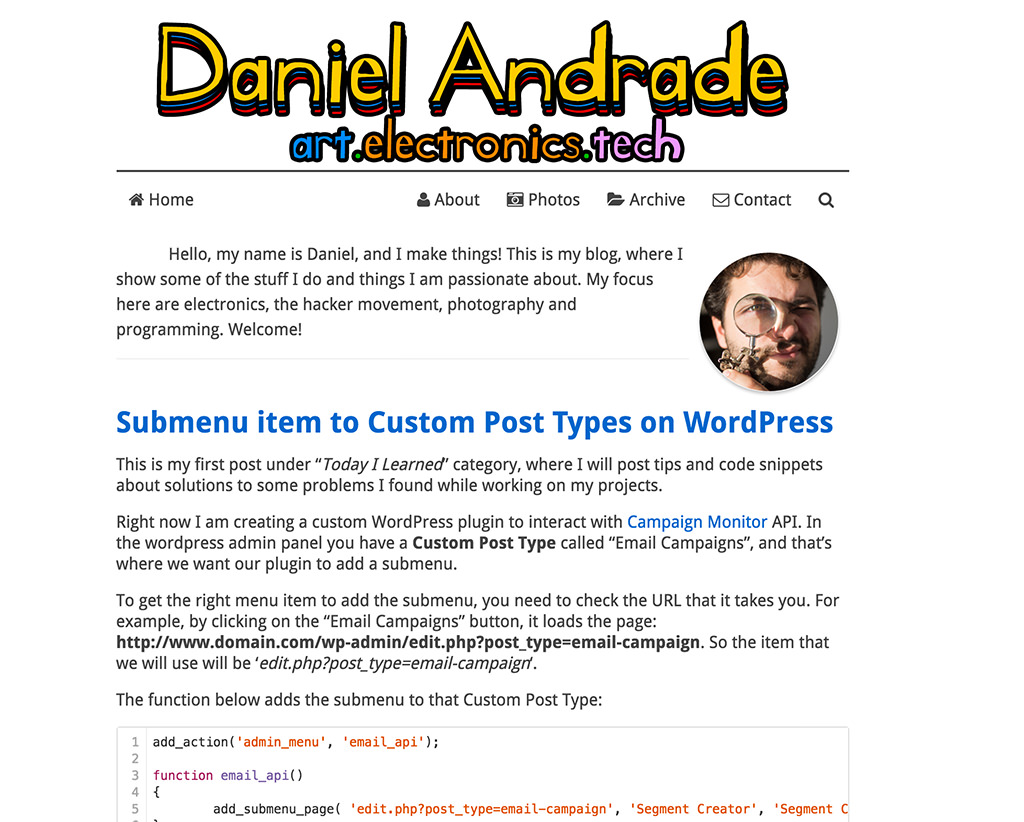 Daniel Andrade
art.electronics.tech
Home About Photos Archive Contact
Hello, my name is Daniel, and I make things! This is my blog, where I
show some of the stuff I do and things I am passionate about. My focus
here are electronics, the hacker movement, photography and
programming. Welcome!
Submenu item to Custom Post Types on WordPress
This is my first post under “Today I Learned” category, where I will post tips and code snippets
about solutions to some problems I found while working on my projects.
Right now I am creating a custom WordPress plugin to interact with Campaign Monitor API. In
the wordpress admin panel you have a Custom Post Type called “Email Campaigns”, and that’s
where we want our plugin to add a submenu.
To get the right menu item to add the submenu, you need to check the URL that it takes you. For
example, by clicking on the “Email Campaigns” button, it loads the page:
http://www.domain.com/wp-admin/edit.php?post_type=email-campaign. So the item that
we will use will be ‘edit.php?post_type=email-campaign‘.
The function below adds the submenu to that Custom Post Type:
1 add_action('admin_menu', 'email_api');
2
3 function email_api()
4 {
5 add_submenu_page( 'edit.php?post_type=email-campaign', 'Segment Creator', 'Segment C